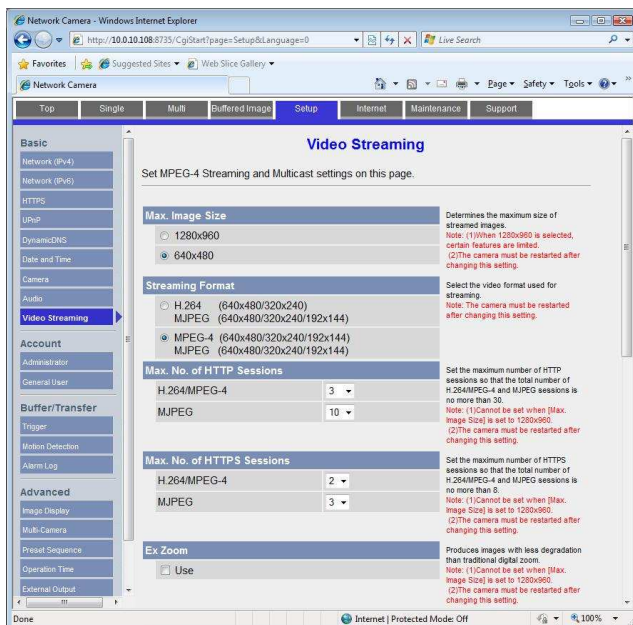 Network Camera - Windows Internet Explorer
http://10.0.10.108:8735/CgiStart?page=Setup&Language=0
Live Search
Favorites
Suggested Sites
Web Slice Gallery
Network Camera
Page
Safety
Tools
Top
Single
Multi
Buffered Image
Setup
Internet
Maintenance
Support
Basic
Network (IPv4)
Network (IPv6)
HTTPS
UPnP
DynamicDNS
Date and Time
Camera
Audio
Video Streaming
Account
Administrator
General User
Buffer/Transfer
Trigger
Motion Detection
Alarm Log
Advanced
Image Display
Multi-Camera
Preset Sequence
Operation Time
External Output
Video Streaming
Set MPEG-4 Streaming and Multicast settings on this page.
Max. Image Size
1280x960
640x480
Determines the maximum size of
streamed images.
Note: (1)When 1280x960 is selected,
certain features are limited.
(2)The camera must be restarted after
changing this setting.
Streaming Format
H.264 (640x480/320x240)
MJPEG (640x480/320x240/192x144)
MPEG-4 (640x480/320x240/192x144)
MJPEG (640x480/320x240/192x144)
Select the video format used for
streaming.
Note: The camera must be restarted
after changing this setting.
Max. No. of HTTP Sessions
H.264/MPEG-4 3
MJPEG 10
Set the maximum number of HTTP
sessions so that the total number of
H.264/MPEG-4 and MJPEG sessions is
no more than 30.
Note: (1)Cannot be set when [Max.
Image Size] is set to 1280x960.
(2)The camera must be restarted after
changing this setting.
Max. No. of HTTPS Sessions
H.264/MPEG-4 2
MJPEG 3
Set the maximum number of HTTPS
sessions so that the total number of
H.264/MPEG-4 and MJPEG sessions is
no more than 8.
Note: (1)Cannot be set when [Max.
Image Size] is set to 1280x960.
(2)The camera must be restarted after
changing this setting.
Ex Zoom
Use
Produces images with less degradation
than traditional digital zoom.
Note: (1)Cannot be set when [Max.
Image Size] is set to 1280x960.
(2)The camera must be restarted after
changing this setting.
Done
Internet | Protected Mode: Off
100%